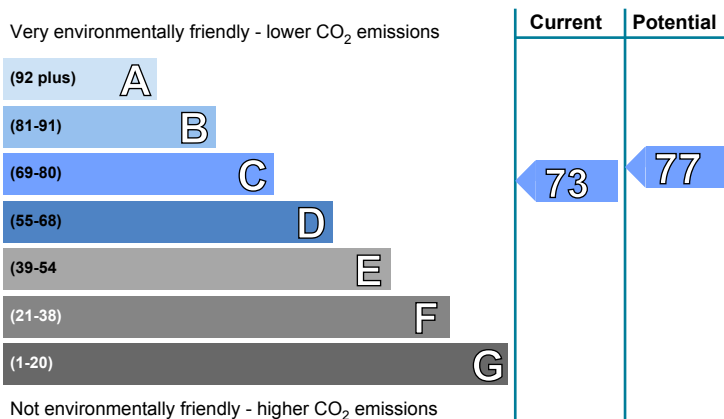 Very environmentally friendly - lower CO2 emissions
Current Potential
(92 plus) A
(81-91) B
(69-80) C
73 77
(55-68) D
(39-54 E
(21-38) F
(1-20) G
Not environmentally friendly - higher CO2 emissions